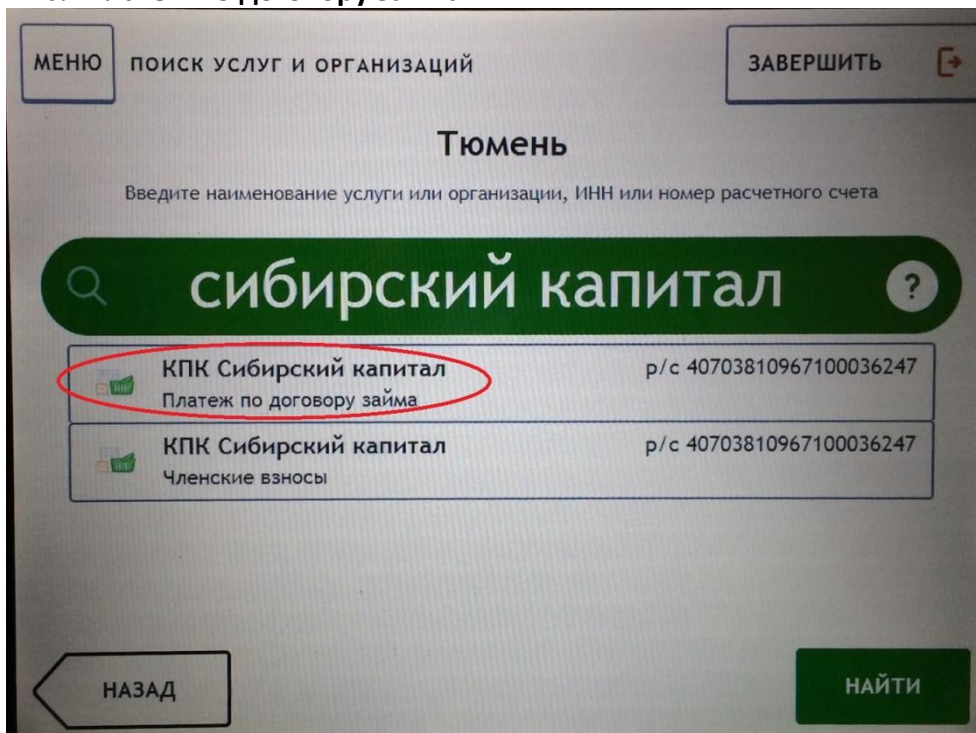 МЕНЮ
ПОИСК УСЛУГ И ОРГАНИЗАЦИЙ
ЗАВЕРШИТЬ
Тюмень
Введите наименование услуги или организации, ИНН или номер расчетного счета
сибирский капитал
?
КПК Сибирский капитал
р/с 40703810967100036247
Платеж по договору займа
КПК Сибирский капитал
р/с 40703810967100036247
Членские взносы
НАЗАД
НАЙТИ